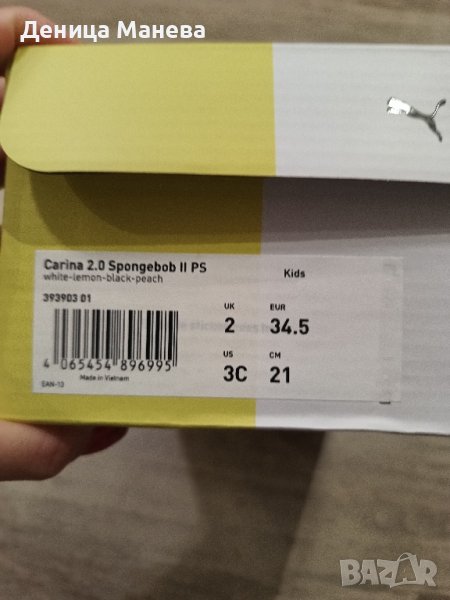 Деница Манева
Carina 2.0 Spongebob II PS
white-lemon-black-peach
Kids
393903 01
UK EUR
2 34.5
US CM
3C 21
4 065454 896995
Made in Vietnam
EAN-13
BAZAR